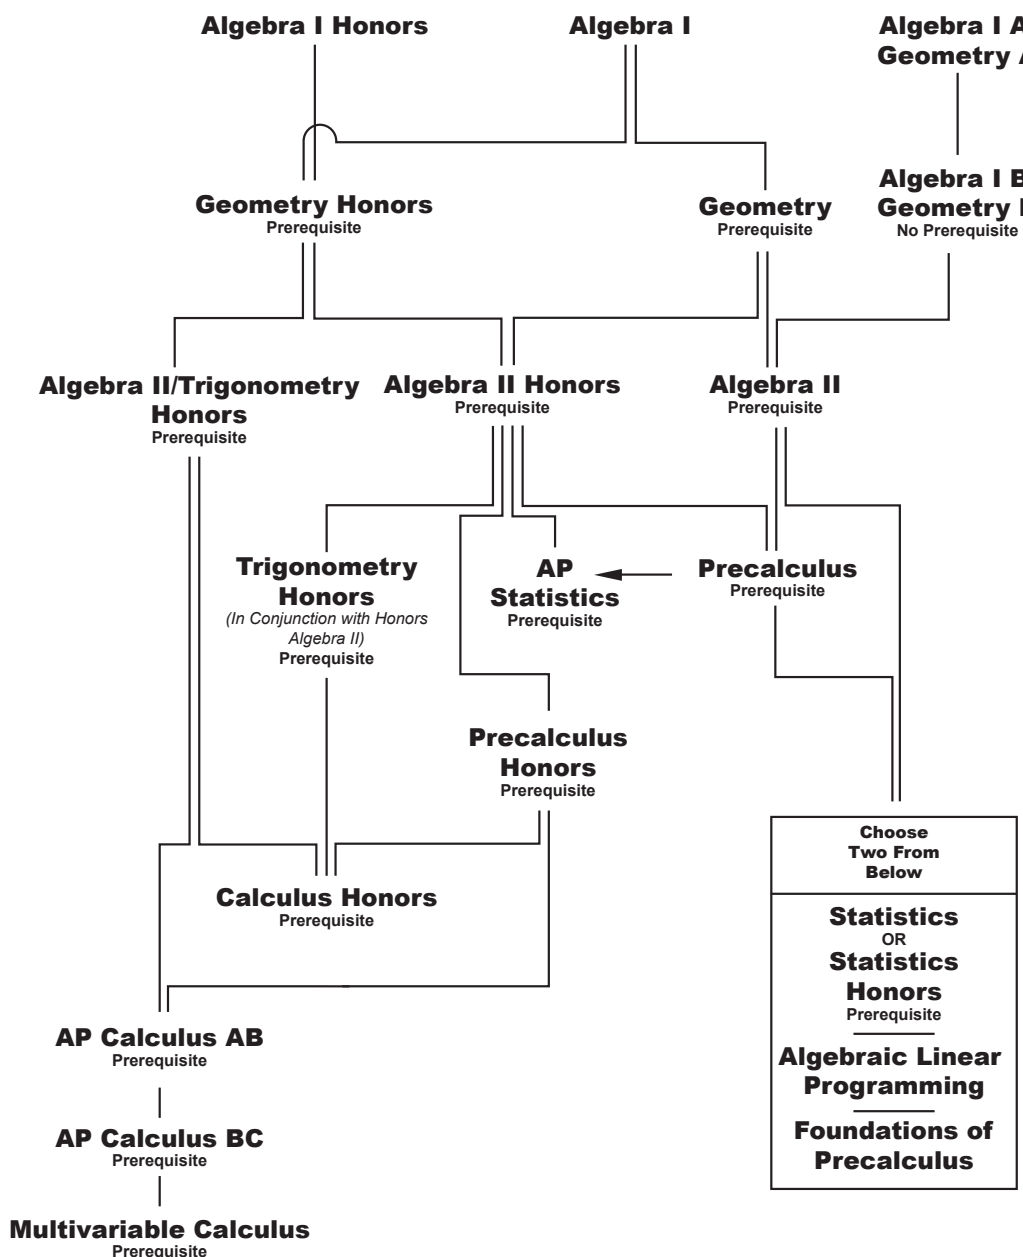 Algebra I Honors
Algebra I
Algebra I A
Geometry A
Geometry Honors
Prerequisite
Geometry
Prerequisite
Algebra I B
Geometry
No Prerequisite
Algebra II/Trigonometry
Honors
Prerequisite
Algebra II Honors
Prerequisite
Algebra II
Prerequisite
Trigonometry
Honors
(In Conjunction with Honors
Algebra II)
Prerequisite
AP
Statistics
Prerequisite
Precalculus
Prerequisite
Precalculus
Honors
Prerequisite
Calculus Honors
Prerequisite
Choose
Two From
Below
Statistics
OR
Statistics
Honors
Prerequisite
Algebraic Linear
Programming
Foundations of
Precalculus
AP Calculus AB
Prerequisite
AP Calculus BC
Prerequisite
Multivariable Calculus
Prerequisite